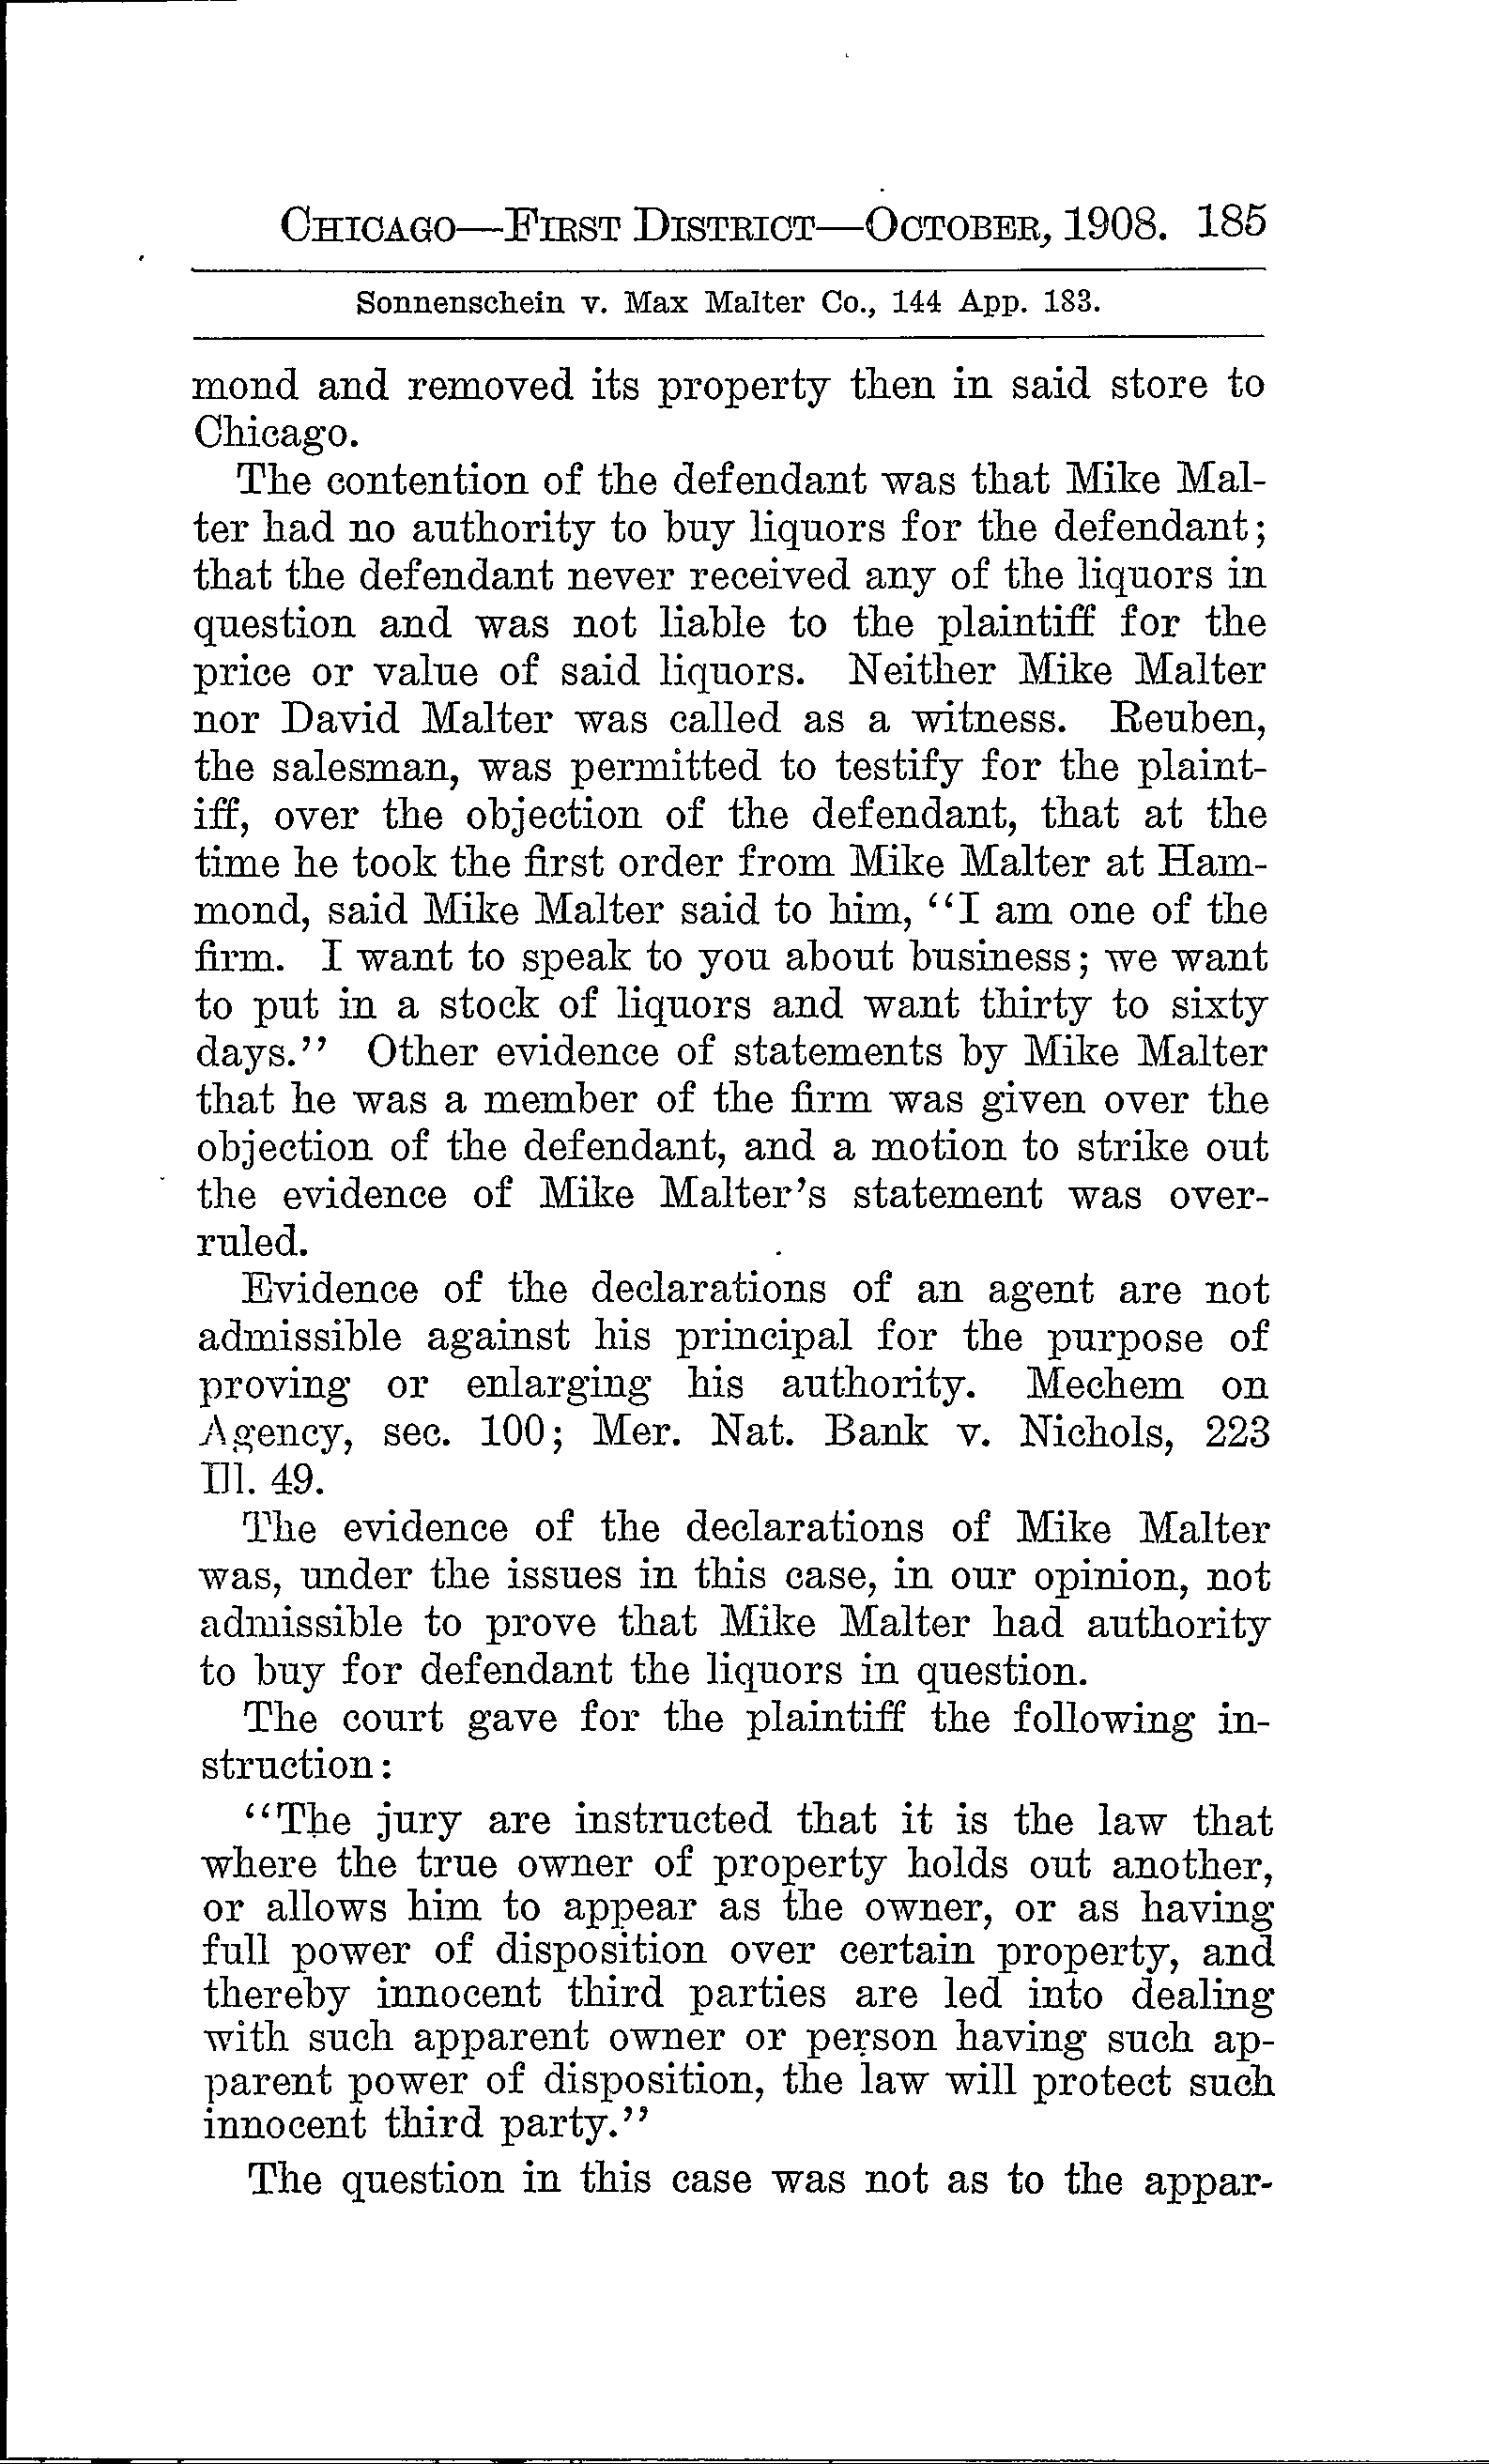 CHICAGO—FIRST DISTRICT—OCTOBER, 1908. 185
Sonnenschein v. Max Malter Co., 144 App. 183.
mond and removed its property then in said store to
Chicago.
The contention of the defendant was that Mike Mal-
ter had no authority to buy liquors for the defendant;
that the defendant never received any of the liquors in
question and was not liable to the plaintiff for the
price or value of said liquors. Neither Mike Malter
nor David Malter was called as a witness. Reuben,
the salesman, was permitted to testify for the plaint-
iff, over the objection of the defendant, that at the
time he took the first order from Mike Malter at Ham-
mond, said Mike Malter said to him, "I am one of the
firm. I want to speak to you about business; we want
to put in a stock of liquors and want thirty to sixty
days." Other evidence of statements by Mike Malter
that he was a member of the firm was given over the
objection of the defendant, and a motion to strike out
the evidence of Mike Malter's statement was over-
ruled.
Evidence of the declarations of an agent are not
admissible against his principal for the purpose of
proving or enlarging his authority. Mechem on
Agency, sec. 100; Mer. Nat. Bank v. Nichols, 223
Ill. 49.
The evidence of the declarations of Mike Malter
was, under the issues in this case, in our opinion, not
admissible to prove that Mike Malter had authority
to buy for defendant the liquors in question.
The court gave for the plaintiff the following in-
struction:
"The jury are instructed that it is the law that
where the true owner of property holds out another,
or allows him to appear as the owner, or as having
full power of disposition over certain property, and
thereby innocent third parties are led into dealing
with such apparent owner or person having such ap-
parent power of disposition, the law will protect such
innocent third party."
The question in this case was not as to the appar-